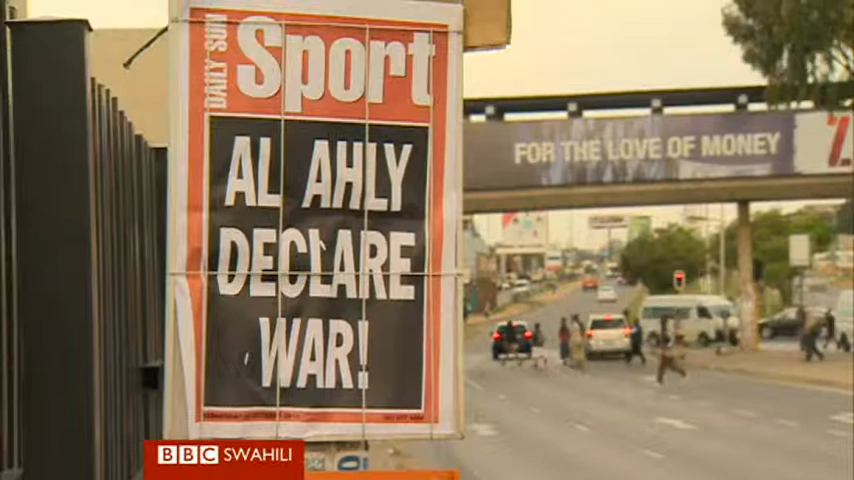 DAILY SUN
Sport
AL AHLY
DECLARE
WAR!
FOR THE LOVE OF MONEY
BBC SWAHILI